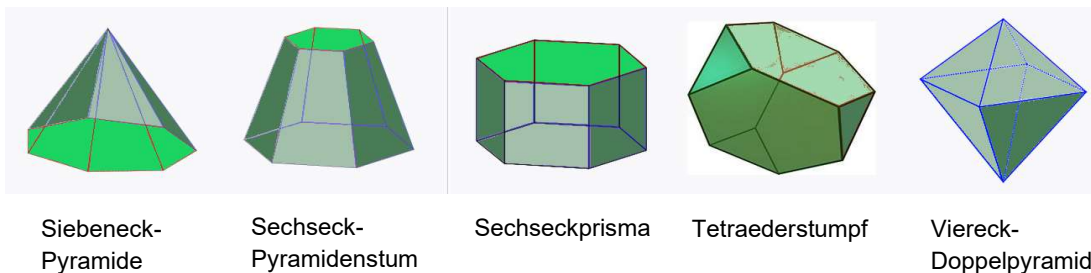 Siebeneck-
Pyramide
Sechseck-
Pyramidenstum
Sechseckprisma
Tetraederstumpf
Viereck-
Doppelpyramid